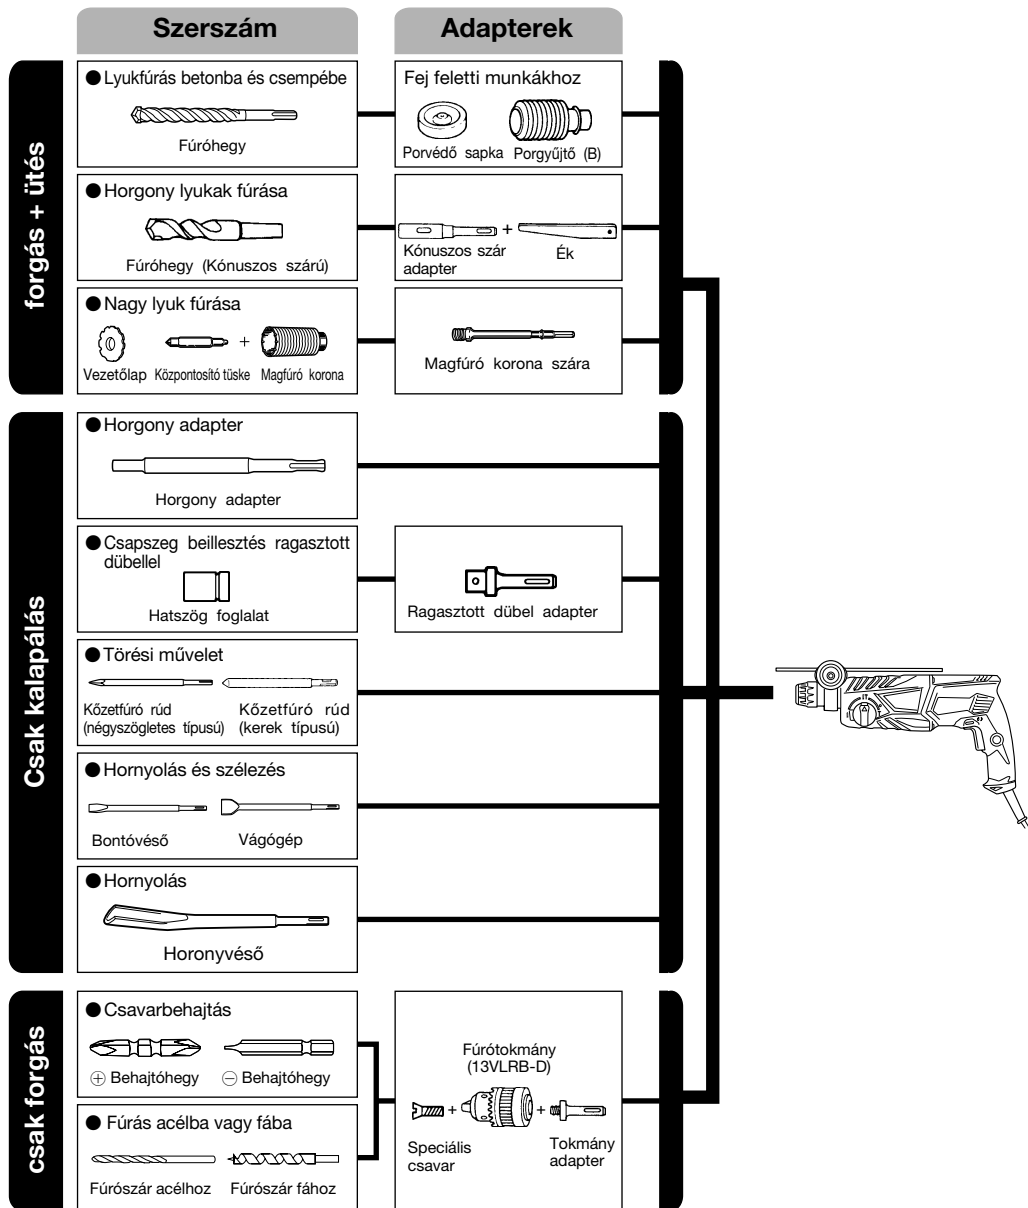 Szerszám
Adapterek
forgás + ütés
● Lyukfúrás betonba és csempébe
Fúróhegy
Fej feletti munkákhoz
Porvédő sapka Porgyűjtő (B)
● Horgony lyukak fúrása
Fúróhegy (Kónuszos szárú)
+
Kónuszos szár
adapter
Ék
● Nagy lyuk fúrása
+
Vezetőlap Központosító tüske Magfúró korona
Magfúró korona szára
Csak kalapálás
● Horgony adapter
Horgony adapter
● Csapszeg beillesztés ragasztott
dübellel
Hatszög foglalat
Ragasztott dübel adapter
● Törési művelet
Kőzetfúró rúd
(négyszögletes típusú)
Kőzetfúró rúd
(kerek típusú)
● Hornyolás és szélezés
Bontóvéső Vágógép
● Hornyolás
Horonyvéső
csak forgás
● Csavarbehajtás
⊕ Behajtóhegy ⊖ Behajtóhegy
● Fúrás acélba vagy fába
Fúrószár acélhoz Fúrószár fához
Fúrótokmány
(13VLRB-D)
+ +
Speciális
csavar
Tokmány
adapter